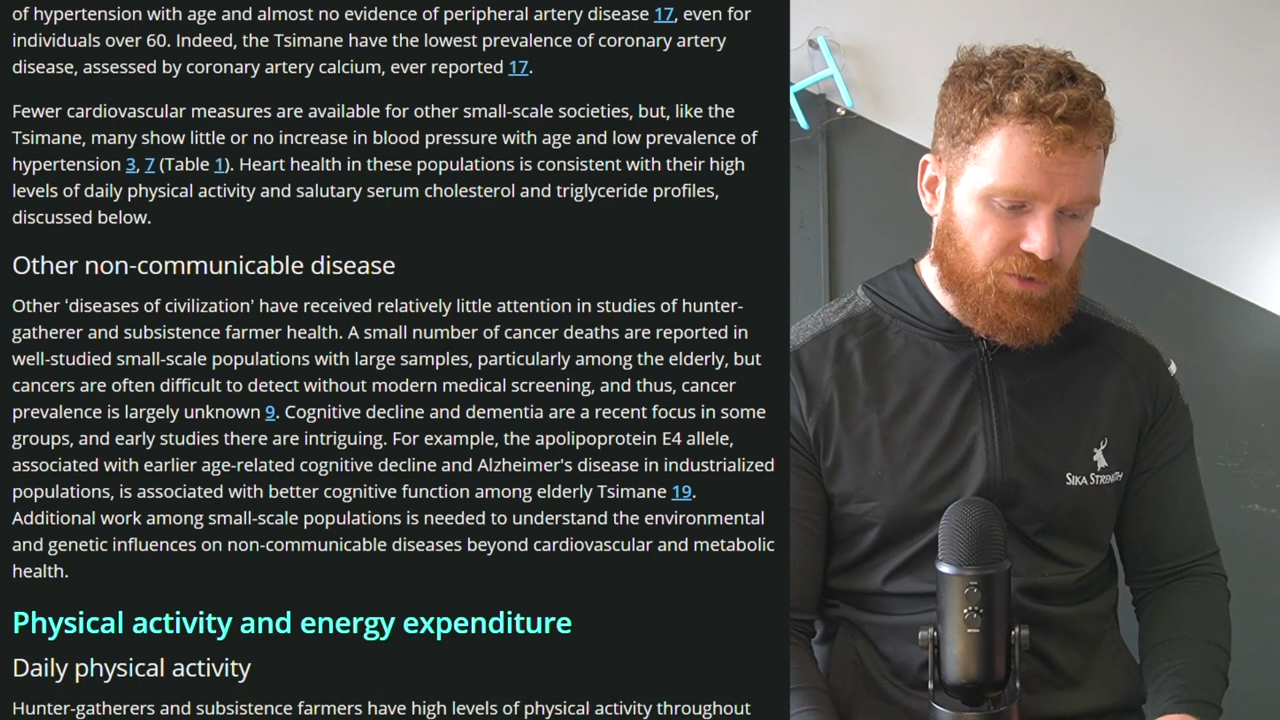 of hypertension with age and almost no evidence of peripheral artery disease 17, even for
individuals over 60. Indeed, the Tsimane have the lowest prevalence of coronary artery
disease, assessed by coronary artery calcium, ever reported 17.
Fewer cardiovascular measures are available for other small-scale societies, but, like the
Tsimane, many show little or no increase in blood pressure with age and low prevalence of
hypertension 3, 7 (Table 1). Heart health in these populations is consistent with their high
levels of daily physical activity and salutary serum cholesterol and triglyceride profiles,
discussed below.
Other non-communicable disease
Other ‘diseases of civilization’ have received relatively little attention in studies of hunter-
gatherer and subsistence farmer health. A small number of cancer deaths are reported in
well-studied small-scale populations with large samples, particularly among the elderly, but
cancers are often difficult to detect without modern medical screening, and thus, cancer
prevalence is largely unknown 9. Cognitive decline and dementia are a recent focus in some
groups, and early studies there are intriguing. For example, the apolipoprotein E4 allele,
associated with earlier age-related cognitive decline and Alzheimer's disease in industrialized
populations, is associated with better cognitive function among elderly Tsimane 19.
Additional work among small-scale populations is needed to understand the environmental
and genetic influences on non-communicable diseases beyond cardiovascular and metabolic
health.
Physical activity and energy expenditure
Daily physical activity
Hunter-gatherers and subsistence farmers have high levels of physical activity throughout
SIKA STRENGTH